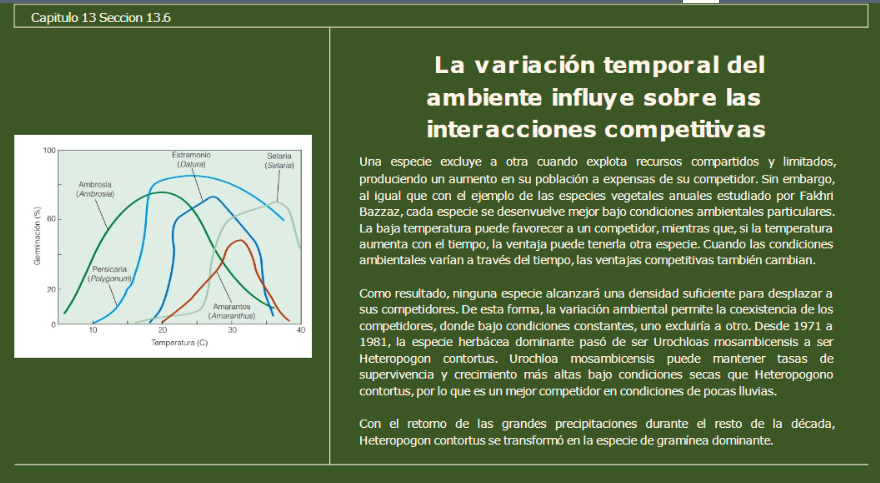 Capitulo 13 Seccion 13.6
La variación temporal del
ambiente influye sobre las
interacciones competitivas
100
60
20
0
Germinación (%)
Ambrosia
(Ambrosia)
Estramonio
(Datura)
Setaria
(Setaria)
Persicaria
(Polygonum)
Amarantos
(Amaranthus)
10
20
30
40
Temperatura (C)
Una especie excluye a otra cuando explota recursos compartidos y limitados,
produciendo un aumento en su población a expensas de su competidor. Sin embargo,
al igual que con el ejemplo de las especies vegetales anuales estudiado por Fakhri
Bazzaz, cada especie se desenvuelve mejor bajo condiciones ambientales particulares.
La baja temperatura puede favorecer a un competidor, mientras que, si la temperatura
aumenta con el tiempo, la ventaja puede tenerla otra especie. Cuando las condiciones
ambientales varían a través del tiempo, las ventajas competitivas también cambian.
Como resultado, ninguna especie alcanzará una densidad suficiente para desplazar a
sus competidores. De esta forma, la variación ambiental permite la coexistencia de los
competidores, donde bajo condiciones constantes, uno excluiría a otro. Desde 1971 a
1981, la especie herbácea dominante pasó de ser Urochloas mosambicensis a ser
Heteropogon contortus. Urochloa mosambicensis puede mantener tasas de
supervivencia y crecimiento más altas bajo condiciones secas que Heteropogono
contortus, por lo que es un mejor competidor en condiciones de pocas lluvias.
Con el retorno de las grandes precipitaciones durante el resto de la década,
Heteropogon contortus se transformó en la especie de gramínea dominante.